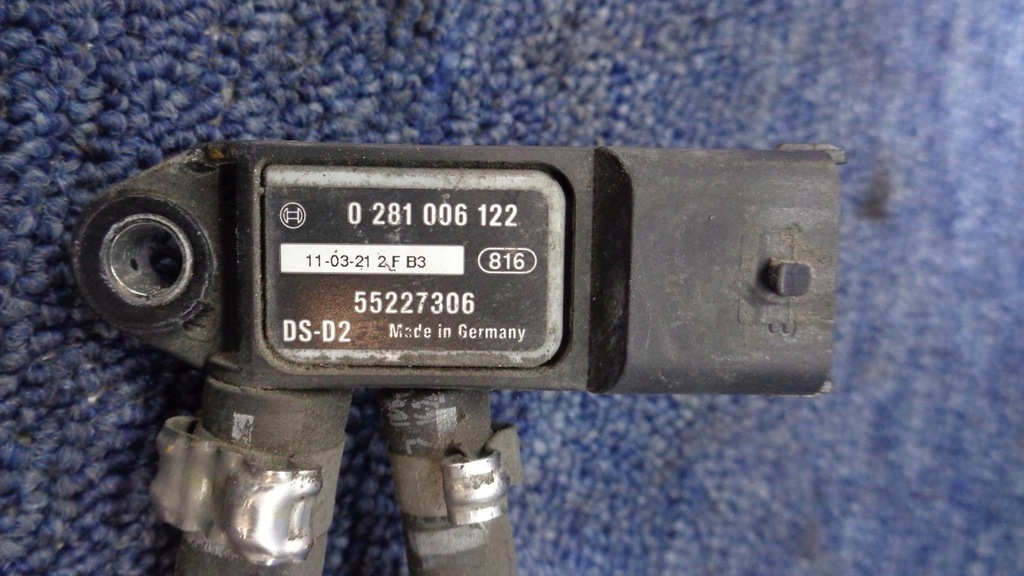 0 281 006 122
11-03-21 2 F B3
816
55227306
DS-D2 Made in Germany